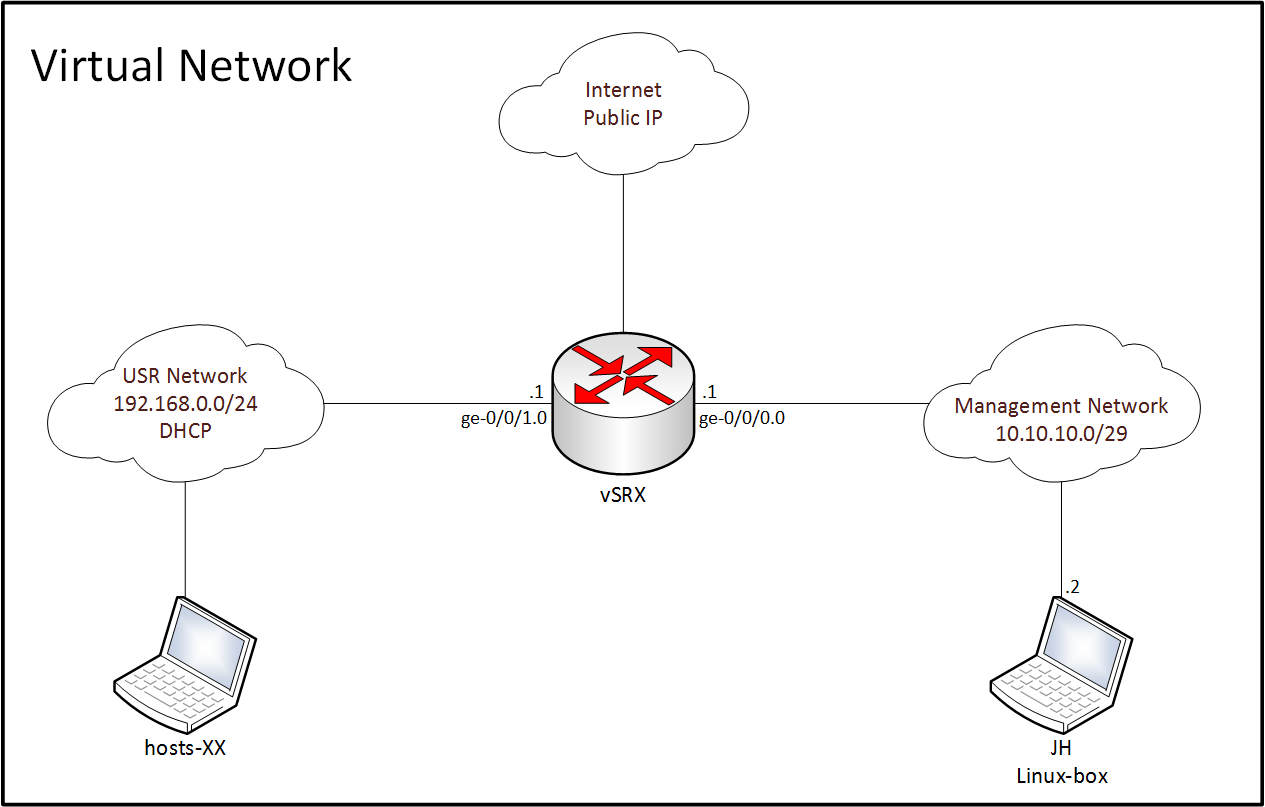 Virtual Network
Internet
Public IP
USR Network
192.168.0.0/24
DHCP
.1
ge-0/0/1.0
.1
ge-0/0/0.0
vSRX
Management Network
10.10.10.0/29
.2
hosts-XX
JH
Linux-box